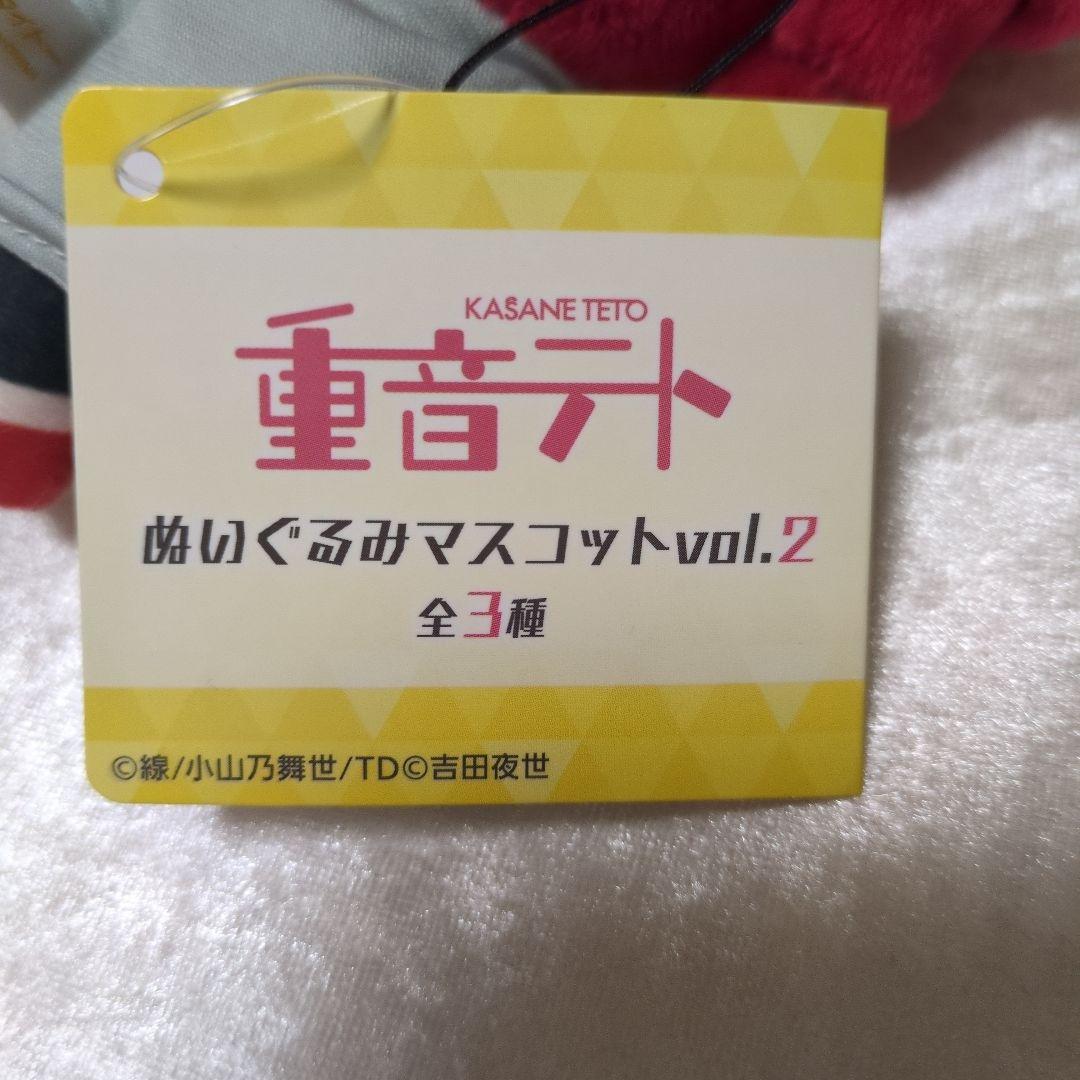 KASANE TETO
重音テト
ぬいぐるみマスコットvol.2
全3種
©線/小山乃舞世/TD©吉田夜世